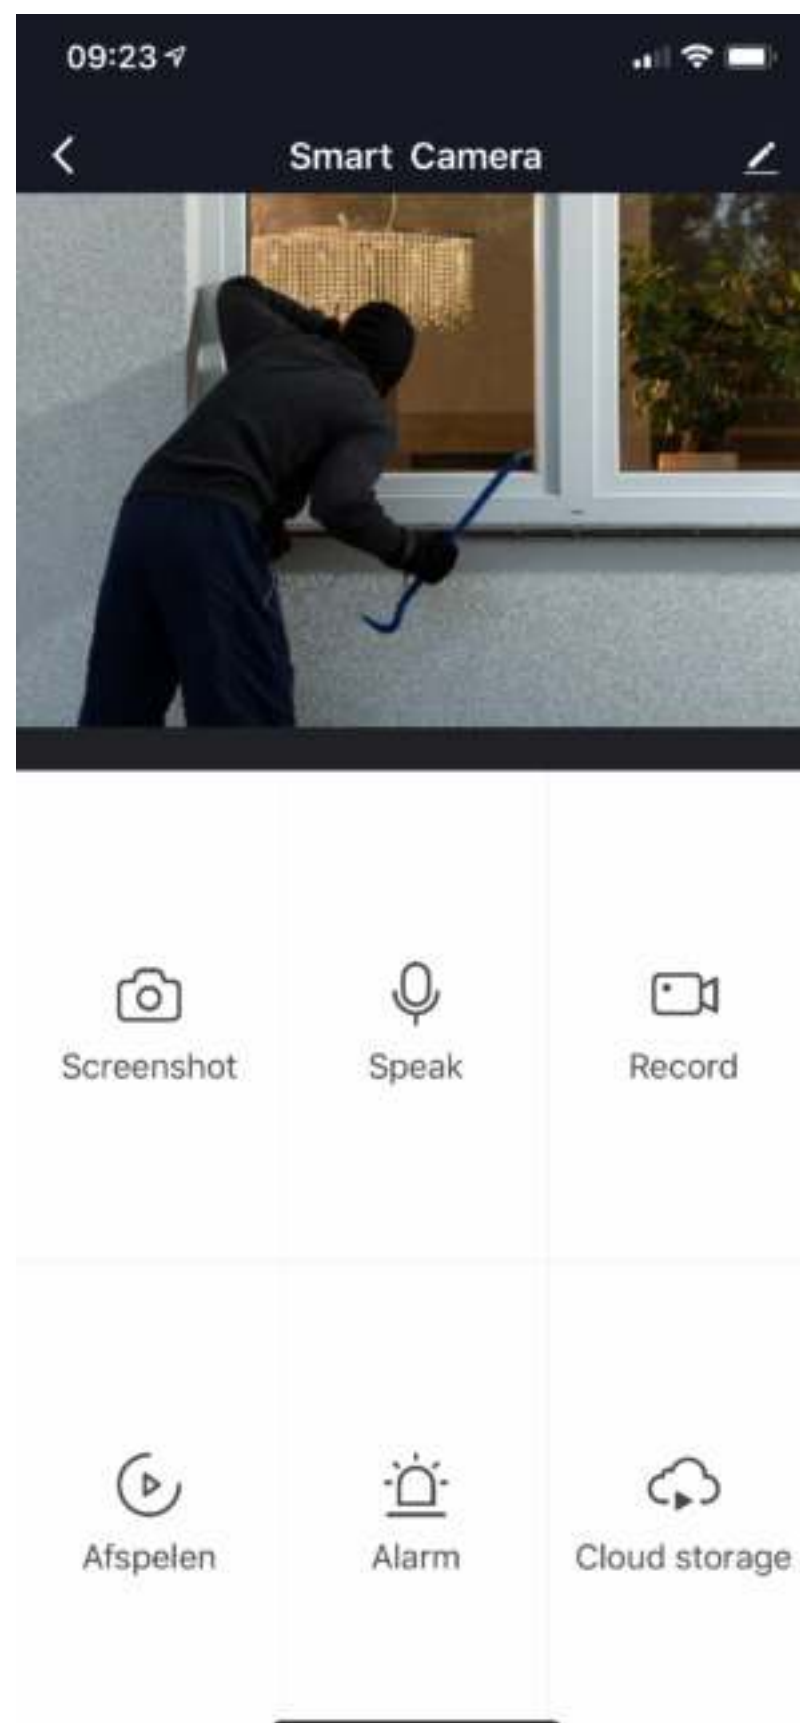 09:23
Smart Camera
Screenshot
Speak
Record
Afspelen
Alarm
Cloud storage